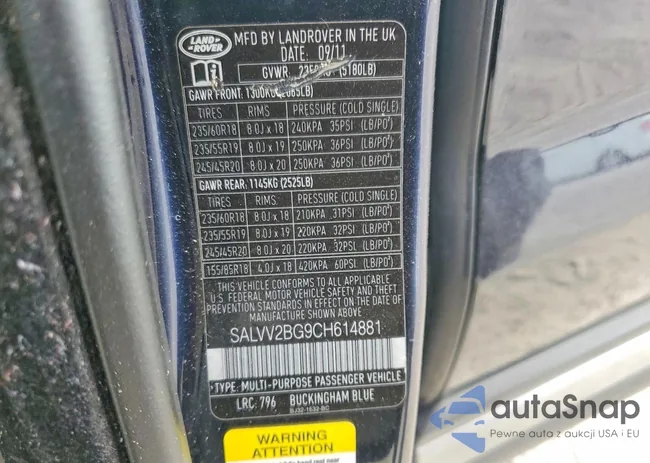 LAND ROVER
MFD BY LANDROVER IN THE UK
DATE: 09/11
GVWR (5180LB)
GAWR FRONT:
TIRES RIMS PRESSURE (COLD SINGLE)
235/60R18 8.0J x 18 240KPA 35PSI (LB/PO²)
235/55R19 8.0J x 19 250KPA 36PSI (LB/PO²)
245/45R20 8.0J x 20 250KPA 36PSI (LB/PO²)
GAWR REAR: 1145KG (2525LB)
TIRES RIMS PRESSURE (COLD SINGLE)
235/60R18 8.0J x 18 210KPA 31PSI (LB/PO²)
235/55R19 8.0J x 19 220KPA 32PSI (LB/PO²)
245/45R20 8.0J x 20 220KPA 32PSI (LB/PO²)
155/85R18 4.0J x 18 420KPA 60PSI (LB/PO²)
THIS VEHICLE CONFORMS TO ALL APPLICABLE
U.S. FEDERAL MOTOR VEHICLE SAFETY AND THEFT
PREVENTION STANDARDS IN EFFECT ON THE DATE OF
MANUFACTURE SHOWN ABOVE
SALVV2BG9CH614881
TYPE: MULTI-PURPOSE PASSENGER VEHICLE
LRC: 796 BUCKINGHAM BLUE
WARNING
ATTENTION
autoSnap
Pewne auta z aukcji USA i EU